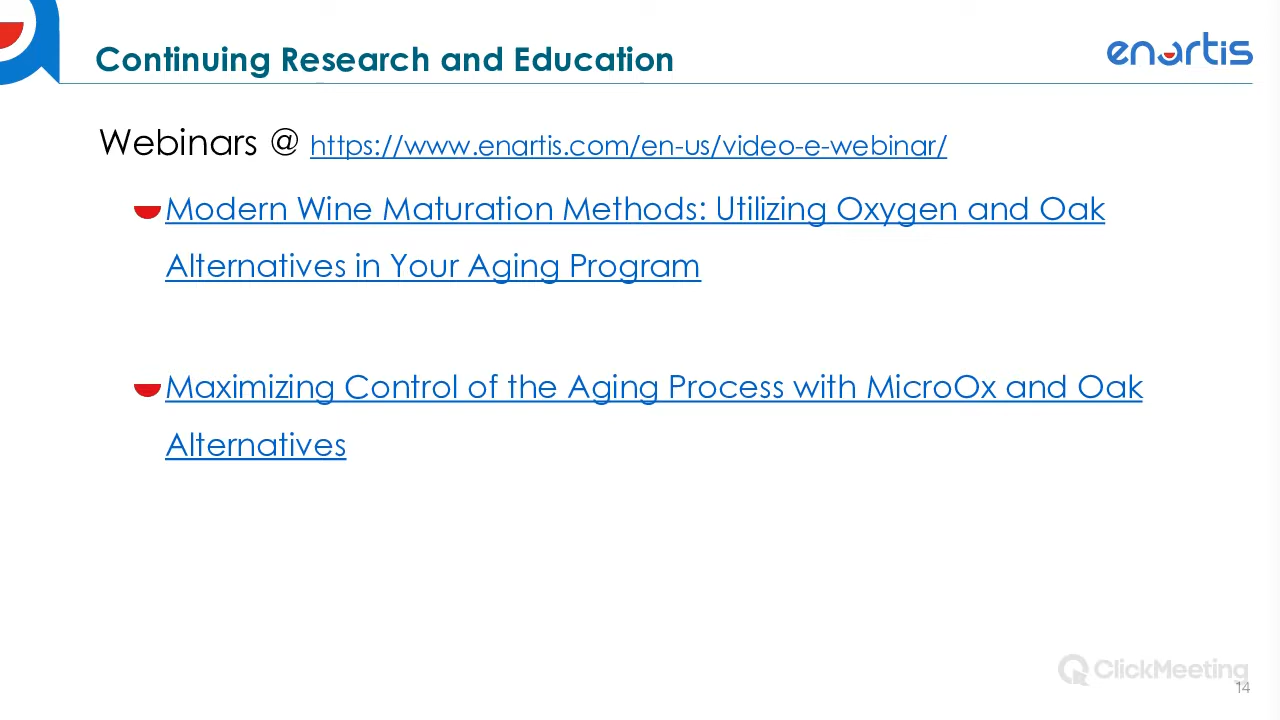 Continuing Research and Education
enartis
Webinars @ https://www.enartis.com/en-us/video-e-webinar/
Modern Wine Maturation Methods: Utilizing Oxygen and Oak
Alternatives in Your Aging Program
Maximizing Control of the Aging Process with MicroOx and Oak
Alternatives
ClickMeeting
14